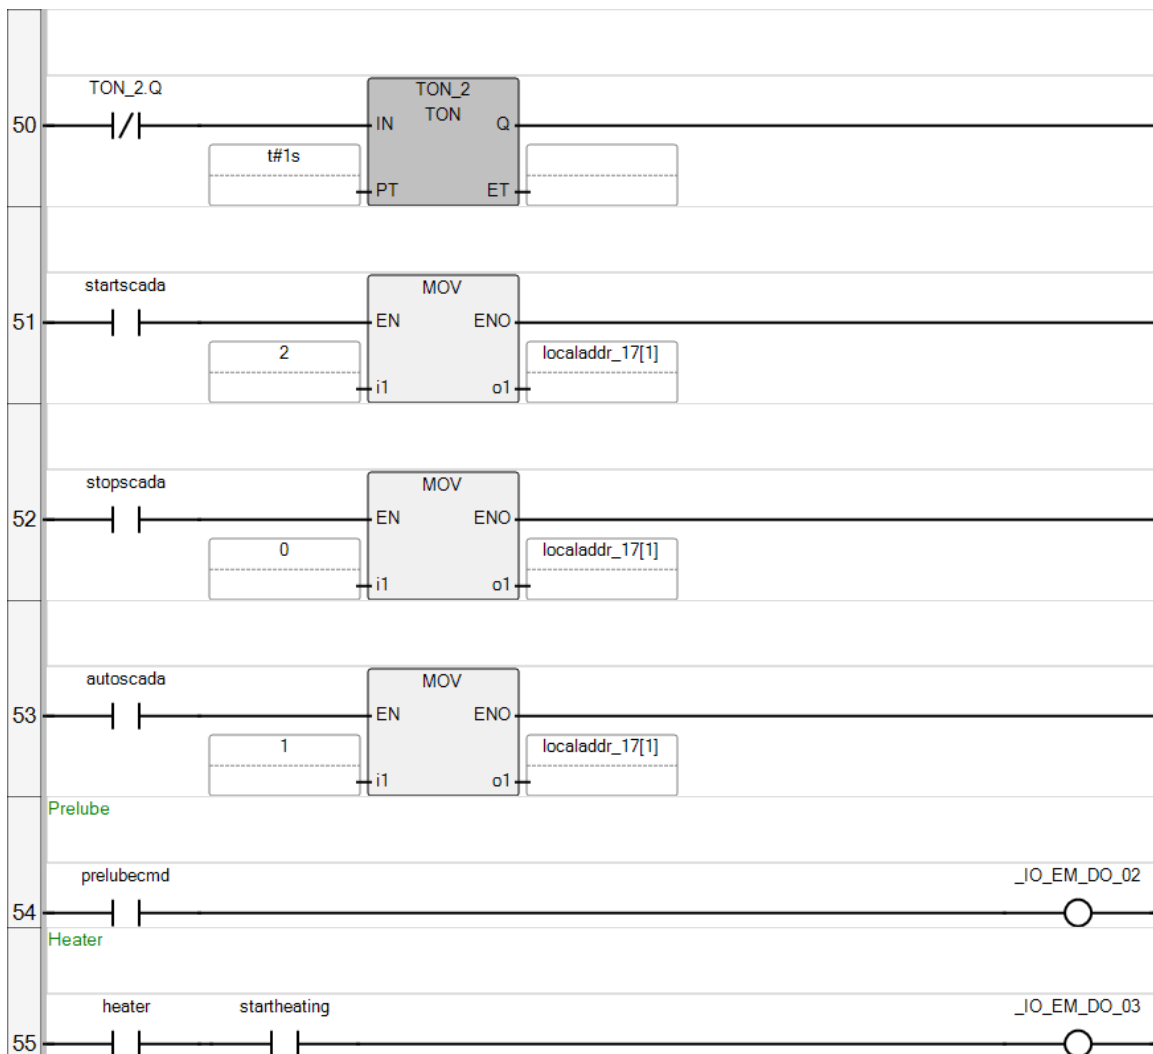 TON_2.Q
TON_2
TON
50
IN
Q
t#1s
PT
ET
startscada
MOV
51
EN
ENO
2
localaddr_17[1]
i1
o1
stopscada
MOV
52
EN
ENO
0
localaddr_17[1]
i1
o1
autoscada
MOV
53
EN
ENO
1
localaddr_17[1]
i1
o1
Prelube
prelubecmd
_IO_EM_DO_02
54
Heater
heater
startheating
_IO_EM_DO_03
55